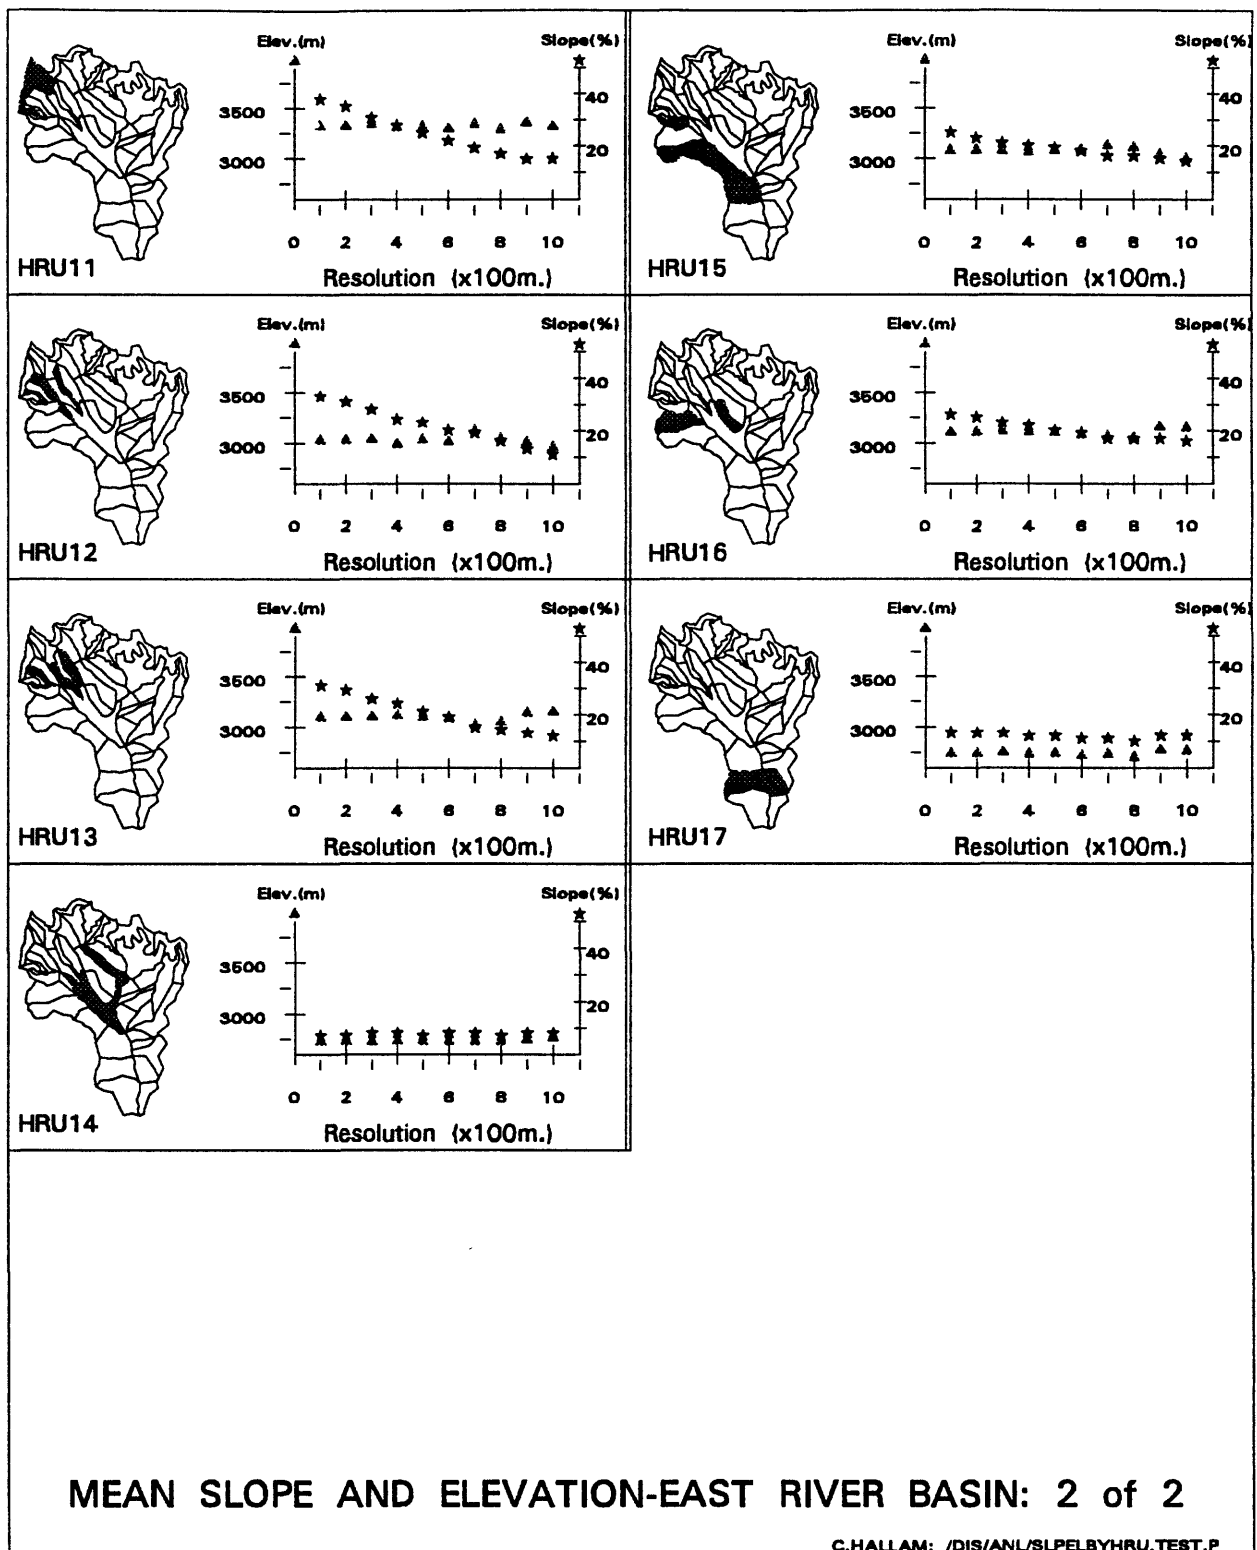 Elev.(m) Slope(%)
3500 40
3000 20
0 2 4 6 8 10
HRU11
Resolution (x100m.)
Elev.(m) Slope(%)
3500 40
3000 20
0 2 4 6 8 10
HRU15
Resolution (x100m.)
Elev.(m) Slope(%)
3500 40
3000 20
0 2 4 6 8 10
HRU12
Resolution (x100m.)
Elev.(m) Slope(%)
3500 40
3000 20
0 2 4 6 8 10
HRU16
Resolution (x100m.)
Elev.(m) Slope(%)
3500 40
3000 20
0 2 4 6 8 10
HRU13
Resolution (x100m.)
Elev.(m) Slope(%)
3500 40
3000 20
0 2 4 6 8 10
HRU17
Resolution (x100m.)
Elev.(m) Slope(%)
3500 40
3000 20
0 2 4 6 8 10
HRU14
Resolution (x100m.)
MEAN SLOPE AND ELEVATION-EAST RIVER BASIN: 2 of 2
C.HALLAM: /DIS/ANL/SLPELBYHRU.TEST.P